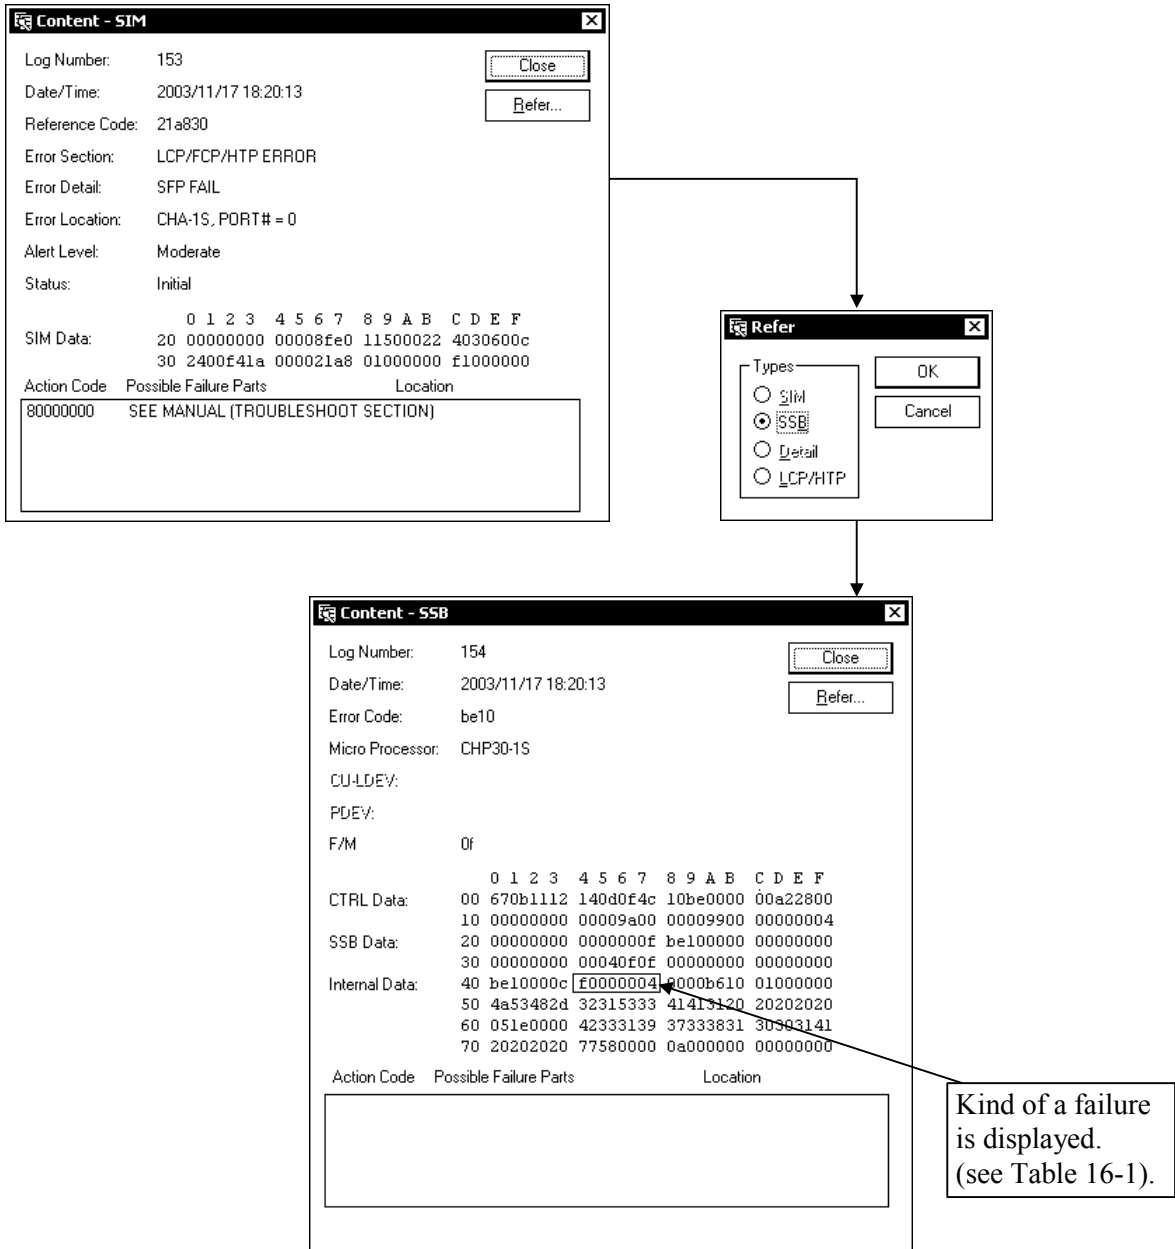 Content - SIM
Log Number: 153
Close
Date/Time: 2003/11/17 18:20:13
Refer...
Reference Code: 21a830
Error Section: LCP/FCP/HTP ERROR
Error Detail: SFP FAIL
Error Location: CHA-1S, PORT# = 0
Alert Level: Moderate
Status: Initial
0 1 2 3 4 5 6 7 8 9 A B C D E F
SIM Data: 20 00000000 00008fe0 11500022 4030600c
30 2400f41a 000021a8 01000000 f1000000
Action Code Possible Failure Parts Location
80000000 SEE MANUAL (TROUBLESHOOT SECTION)
Refer
Types
SIM
SSB
Detail
LCP/HTP
OK
Cancel
Content - SSB
Log Number: 154
Close
Date/Time: 2003/11/17 18:20:13
Refer...
Error Code: be10
Micro Processor: CHP30-1S
CU-LDEV:
PDEV:
F/M 0f
0 1 2 3 4 5 6 7 8 9 A B C D E F
CTRL Data: 00 670b1112 140d0f4c 10be0000 00a22800
10 00000000 00009a00 00009900 00000004
SSB Data: 20 00000000 0000000f be100000 00000000
30 00000000 00040f0f 00000000 00000000
Internal Data: 40 be10000c f0000004 0000b610 01000000
50 4a53482d 32315333 41413120 20202020
60 051e0000 42333139 37333831 30303141
70 20202020 77580000 0a000000 00000000
Action Code Possible Failure Parts Location
Kind of a failure
is displayed.
(see Table 16-1).